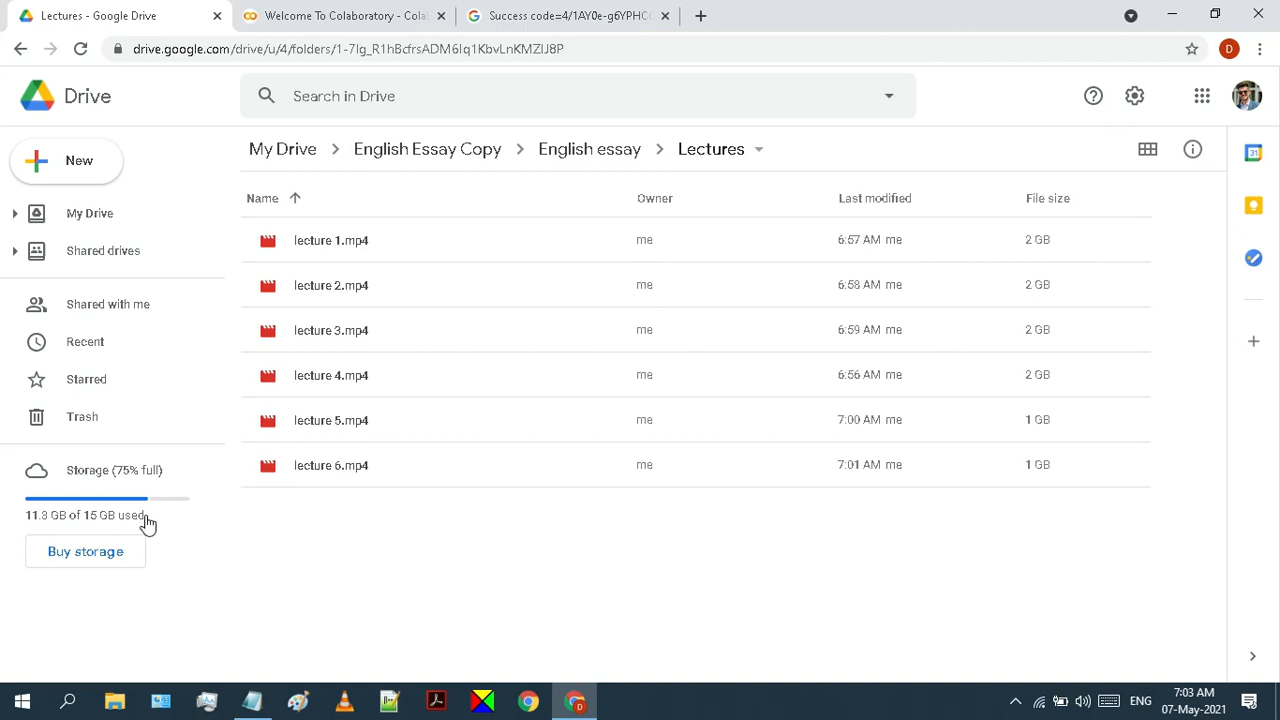 Lectures - Google Drive
Welcome To Colaboratory - Cola
Success code=4/1AY0e-g6YPHC
drive.google.com/drive/u/4/folders/
D
Drive
Search in Drive
New
My Drive > English Essay Copy > English essay > Lectures
Name Owner Last modified File size
My Drive
Shared drives
Shared with me
Recent
Starred
Trash
Storage (75% full)
11.3 GB of 15 GB used
Buy storage
lecture 1.mp4 me 6:57 AM me 2 GB
lecture 2.mp4 me 6:58 AM me 2 GB
lecture 3.mp4 me 6:59 AM me 2 GB
lecture 4.mp4 me 6:56 AM me 2 GB
lecture 5.mp4 me 7:00 AM me 1 GB
lecture 6.mp4 me 7:01 AM me 1 GB
31
D
ENG
7:03 AM
07-May-2021